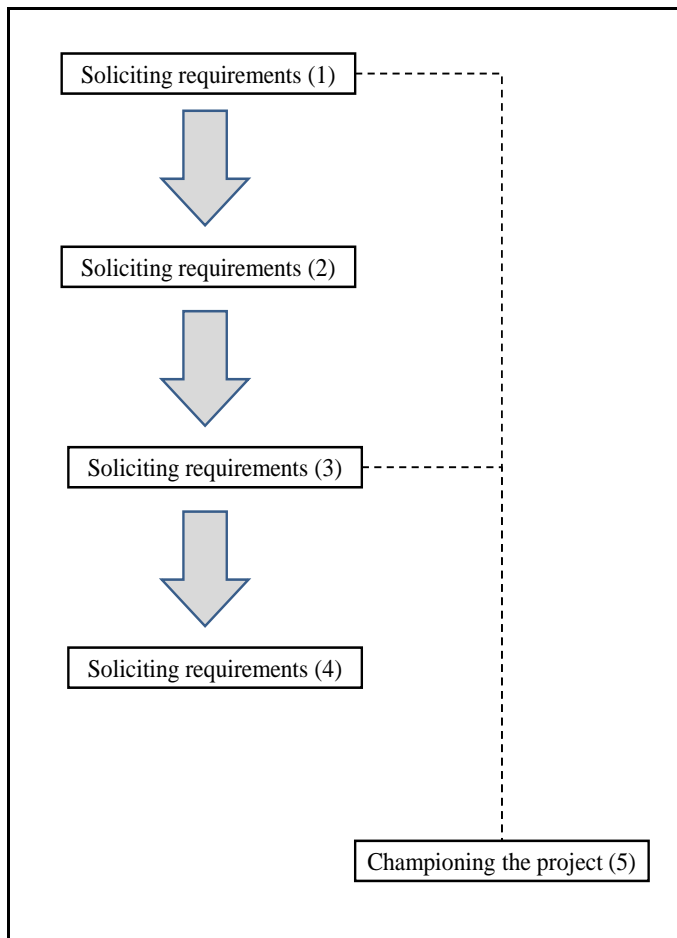 Soliciting requirements (1)
Soliciting requirements (2)
Soliciting requirements (3)
Soliciting requirements (4)
Championing the project (5)